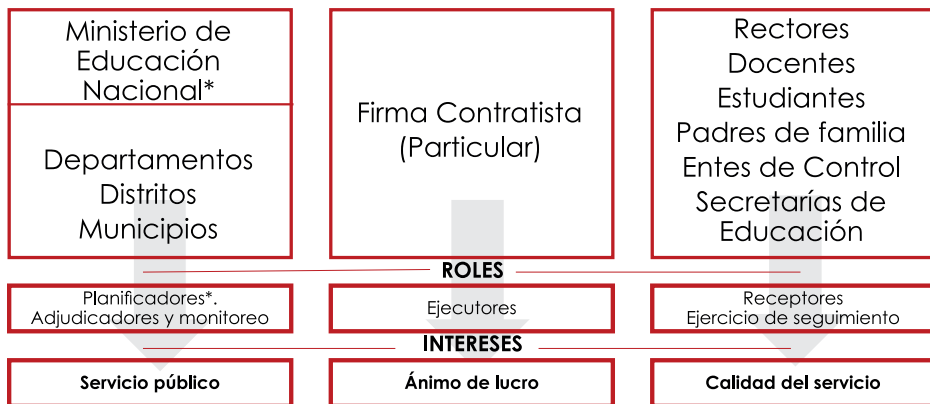 Ministerio de
Educación
Nacional*
Departamentos
Distritos
Municipios
Firma Contratista
(Particular)
Rectores
Docentes
Estudiantes
Padres de familia
Entes de Control
Secretarías de
Educación
ROLES
Planificadores*.
Adjudicadores y monitoreo
Ejecutores
Receptores
Ejercicio de seguimiento
INTERESES
Servicio público
Ánimo de lucro
Calidad del servicio